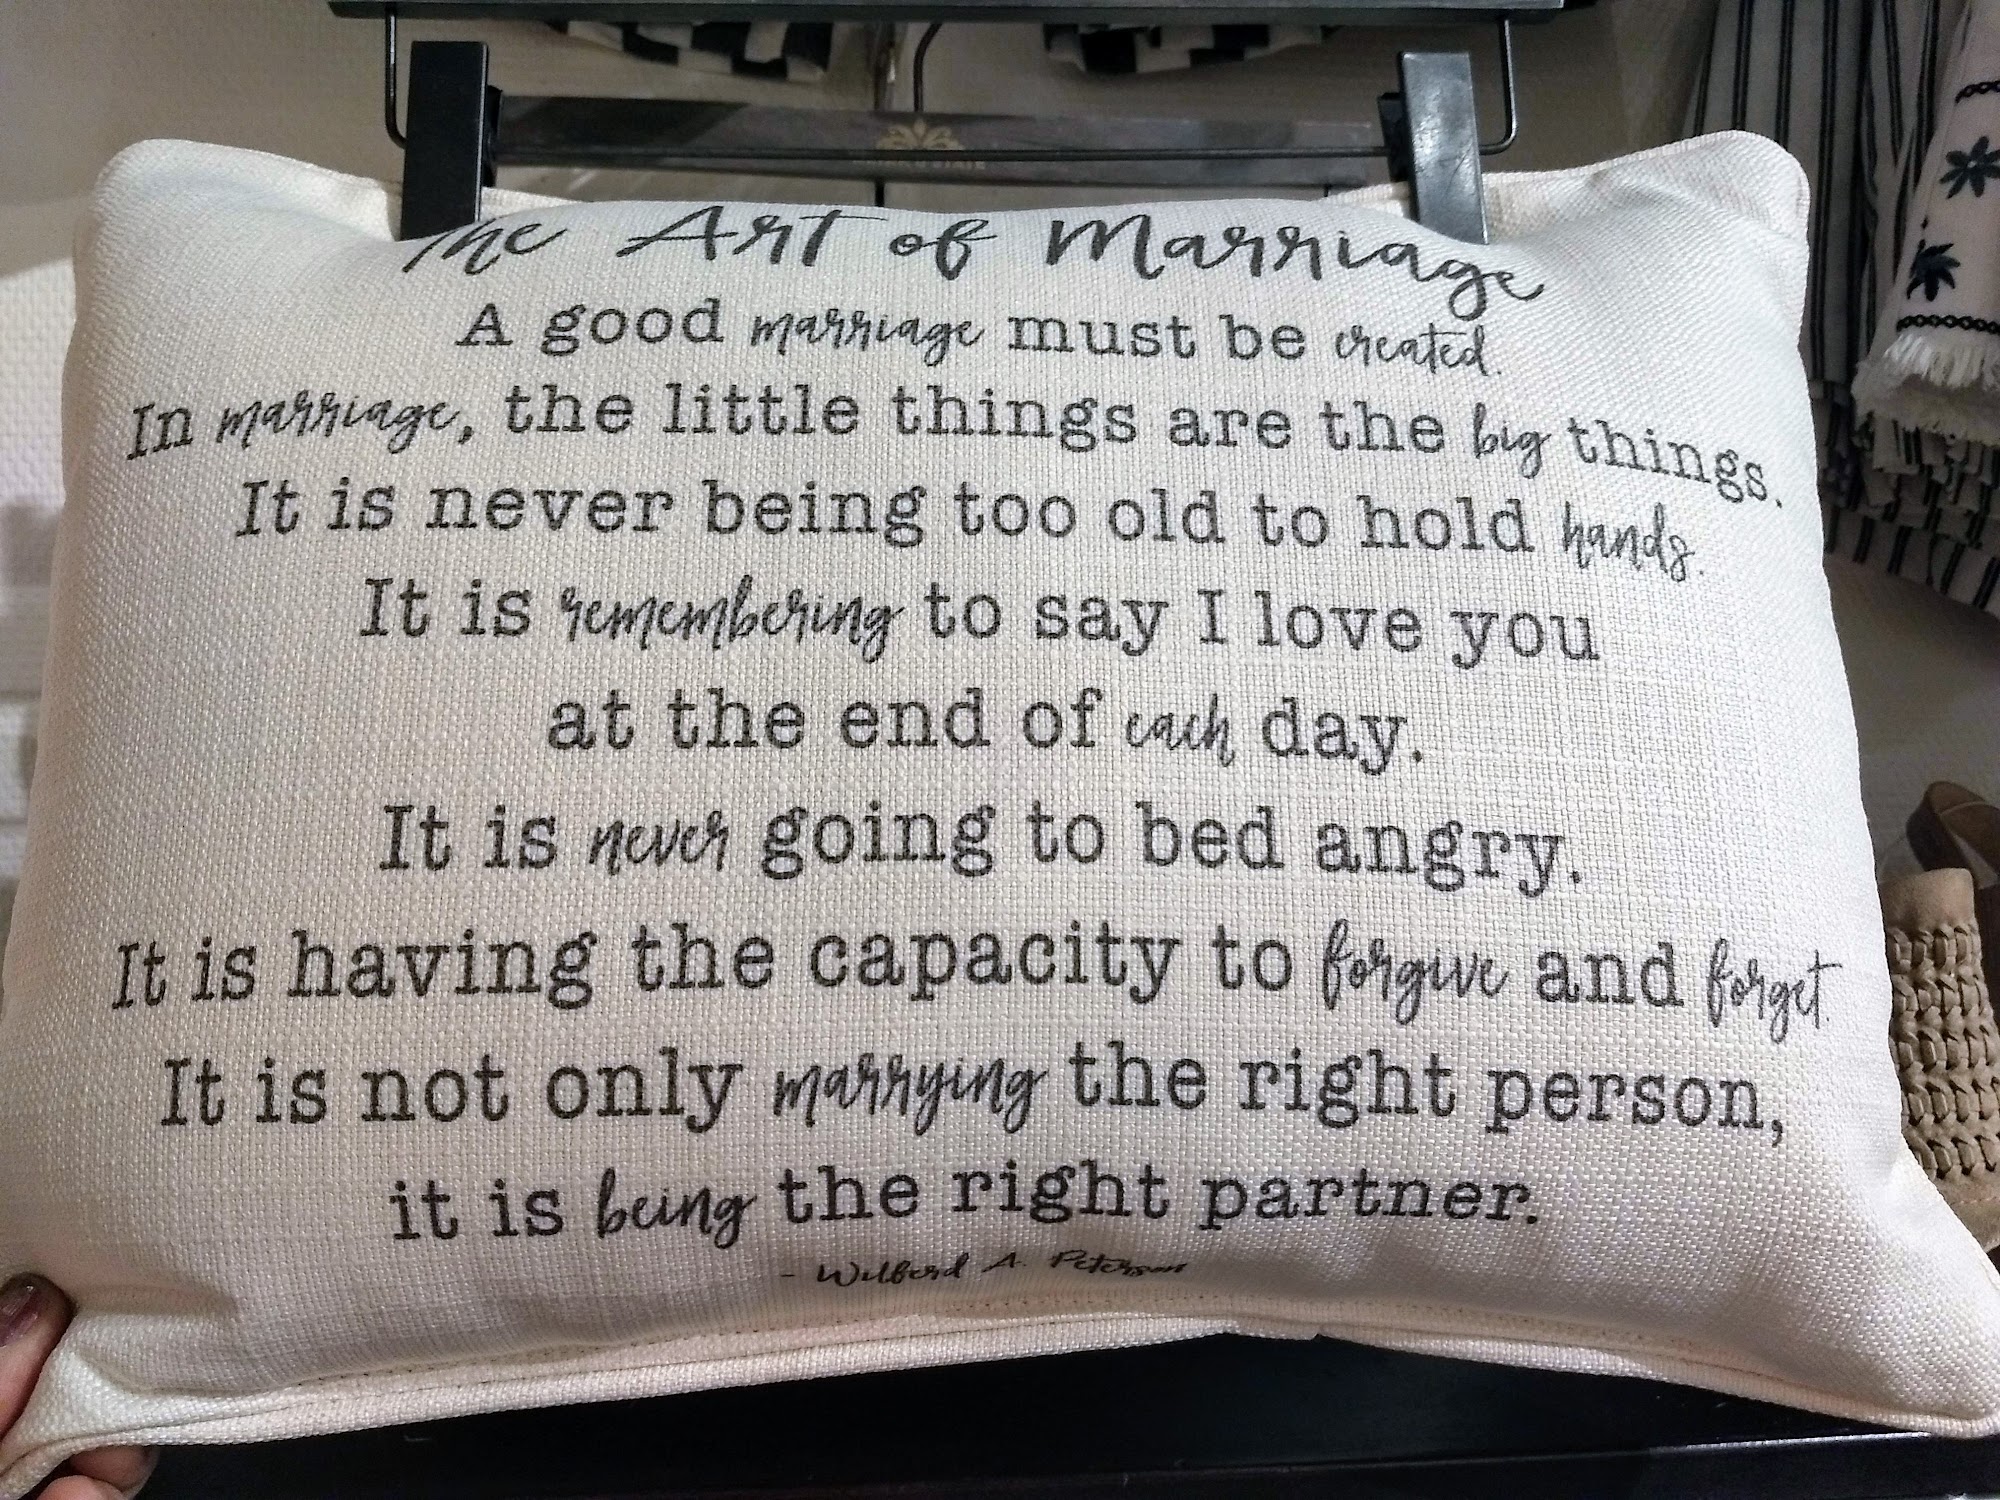 The Art of Marriage
A good marriage must be created.
In marriage, the little things are the big things.
It is never being too old to hold hands.
It is remembering to say I love you
at the end of each day.
It is never going to bed angry.
It is having the capacity to forgive and forget.
It is not only marrying the right person,
it is being the right partner.
- Wilferd A. Peterson